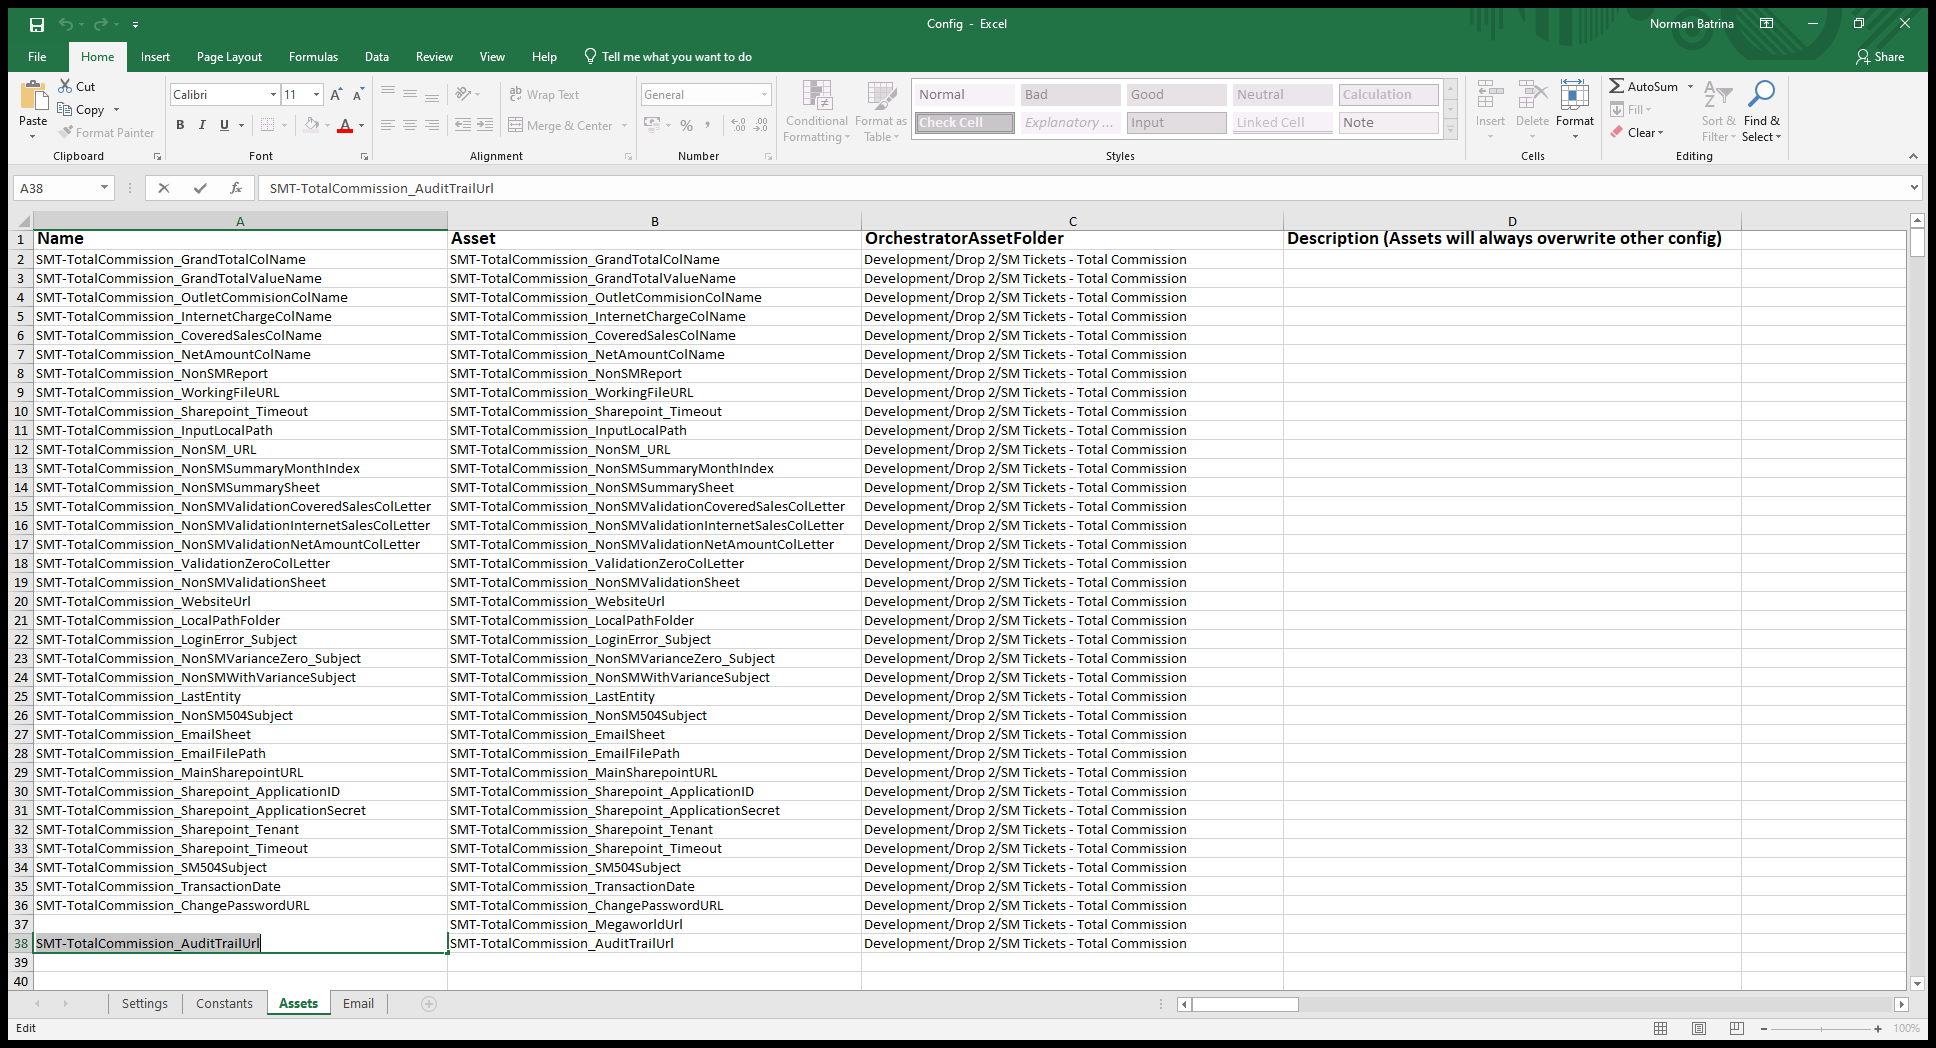 Config - Excel
Norman Batrina
File Home Insert Page Layout Formulas Data Review View Help Tell me what you want to do Share
Paste
Cut
Copy
Format Painter
Clipboard
Calibri 11
B I U
Font
Wrap Text
Merge & Center
Alignment
General
%
Number
Conditional Formatting
Format as Table
Normal Bad Good Neutral Calculation
Check Cell Explanatory ... Input Linked Cell Note
Styles
Insert Delete Format
Cells
AutoSum
Fill
Clear
Sort & Filter
Find & Select
Editing
A38 fx SMT-TotalCommission_AuditTrailUrl
A B C D
1 Name Asset OrchestratorAssetFolder Description (Assets will always overwrite other config)
2 SMT-TotalCommission_GrandTotalColName SMT-TotalCommission_GrandTotalColName Development/Drop 2/SM Tickets - Total Commission
3 SMT-TotalCommission_GrandTotalValueName SMT-TotalCommission_GrandTotalValueName Development/Drop 2/SM Tickets - Total Commission
4 SMT-TotalCommission_OutletCommisionColName SMT-TotalCommission_OutletCommisionColName Development/Drop 2/SM Tickets - Total Commission
5 SMT-TotalCommission_InternetChargeColName SMT-TotalCommission_InternetChargeColName Development/Drop 2/SM Tickets - Total Commission
6 SMT-TotalCommission_CoveredSalesColName SMT-TotalCommission_CoveredSalesColName Development/Drop 2/SM Tickets - Total Commission
7 SMT-TotalCommission_NetAmountColName SMT-TotalCommission_NetAmountColName Development/Drop 2/SM Tickets - Total Commission
8 SMT-TotalCommission_NonSMReport SMT-TotalCommission_NonSMReport Development/Drop 2/SM Tickets - Total Commission
9 SMT-TotalCommission_WorkingFileURL SMT-TotalCommission_WorkingFileURL Development/Drop 2/SM Tickets - Total Commission
10 SMT-TotalCommission_Sharepoint_Timeout SMT-TotalCommission_Sharepoint_Timeout Development/Drop 2/SM Tickets - Total Commission
11 SMT-TotalCommission_InputLocalPath SMT-TotalCommission_InputLocalPath Development/Drop 2/SM Tickets - Total Commission
12 SMT-TotalCommission_NonSM_URL SMT-TotalCommission_NonSM_URL Development/Drop 2/SM Tickets - Total Commission
13 SMT-TotalCommission_NonSMSummaryMonthIndex SMT-TotalCommission_NonSMSummaryMonthIndex Development/Drop 2/SM Tickets - Total Commission
14 SMT-TotalCommission_NonSMSummarySheet SMT-TotalCommission_NonSMSummarySheet Development/Drop 2/SM Tickets - Total Commission
15 SMT-TotalCommission_NonSMValidationCoveredSalesColLetter SMT-TotalCommission_NonSMValidationCoveredSalesColLetter Development/Drop 2/SM Tickets - Total Commission
16 SMT-TotalCommission_NonSMValidationInternetSalesColLetter SMT-TotalCommission_NonSMValidationInternetSalesColLetter Development/Drop 2/SM Tickets - Total Commission
17 SMT-TotalCommission_NonSMValidationNetAmountColLetter SMT-TotalCommission_NonSMValidationNetAmountColLetter Development/Drop 2/SM Tickets - Total Commission
18 SMT-TotalCommission_ValidationZeroColLetter SMT-TotalCommission_ValidationZeroColLetter Development/Drop 2/SM Tickets - Total Commission
19 SMT-TotalCommission_NonSMValidationSheet SMT-TotalCommission_NonSMValidationSheet Development/Drop 2/SM Tickets - Total Commission
20 SMT-TotalCommission_WebsiteUrl SMT-TotalCommission_WebsiteUrl Development/Drop 2/SM Tickets - Total Commission
21 SMT-TotalCommission_LocalPathFolder SMT-TotalCommission_LocalPathFolder Development/Drop 2/SM Tickets - Total Commission
22 SMT-TotalCommission_LoginError_Subject SMT-TotalCommission_LoginError_Subject Development/Drop 2/SM Tickets - Total Commission
23 SMT-TotalCommission_NonSMVarianceZero_Subject SMT-TotalCommission_NonSMVarianceZero_Subject Development/Drop 2/SM Tickets - Total Commission
24 SMT-TotalCommission_NonSMWithVarianceSubject SMT-TotalCommission_NonSMWithVarianceSubject Development/Drop 2/SM Tickets - Total Commission
25 SMT-TotalCommission_LastEntity SMT-TotalCommission_LastEntity Development/Drop 2/SM Tickets - Total Commission
26 SMT-TotalCommission_NonSM504Subject SMT-TotalCommission_NonSM504Subject Development/Drop 2/SM Tickets - Total Commission
27 SMT-TotalCommission_EmailSheet SMT-TotalCommission_EmailSheet Development/Drop 2/SM Tickets - Total Commission
28 SMT-TotalCommission_EmailFilePath SMT-TotalCommission_EmailFilePath Development/Drop 2/SM Tickets - Total Commission
29 SMT-TotalCommission_MainSharepointURL SMT-TotalCommission_MainSharepointURL Development/Drop 2/SM Tickets - Total Commission
30 SMT-TotalCommission_Sharepoint_ApplicationID SMT-TotalCommission_Sharepoint_ApplicationID Development/Drop 2/SM Tickets - Total Commission
31 SMT-TotalCommission_Sharepoint_ApplicationSecret SMT-TotalCommission_Sharepoint_ApplicationSecret Development/Drop 2/SM Tickets - Total Commission
32 SMT-TotalCommission_Sharepoint_Tenant SMT-TotalCommission_Sharepoint_Tenant Development/Drop 2/SM Tickets - Total Commission
33 SMT-TotalCommission_Sharepoint_Timeout SMT-TotalCommission_Sharepoint_Timeout Development/Drop 2/SM Tickets - Total Commission
34 SMT-TotalCommission_SM504Subject SMT-TotalCommission_SM504Subject Development/Drop 2/SM Tickets - Total Commission
35 SMT-TotalCommission_TransactionDate SMT-TotalCommission_TransactionDate Development/Drop 2/SM Tickets - Total Commission
36 SMT-TotalCommission_ChangePasswordURL SMT-TotalCommission_ChangePasswordURL Development/Drop 2/SM Tickets - Total Commission
37 SMT-TotalCommission_MegaworldUrl Development/Drop 2/SM Tickets - Total Commission
38 SMT-TotalCommission_AuditTrailUrl SMT-TotalCommission_AuditTrailUrl Development/Drop 2/SM Tickets - Total Commission
39
40
Settings Constants Assets Email
Edit 100%